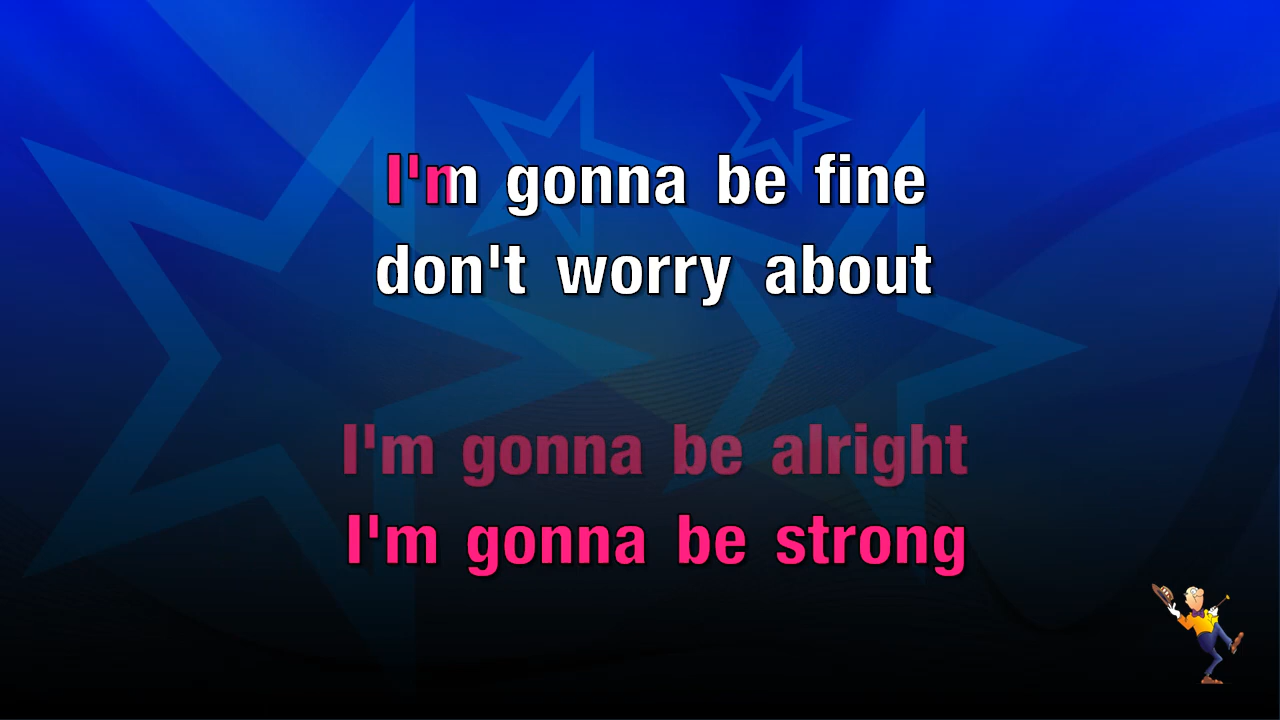 I'm gonna be fine
don't worry about
I'm gonna be alright
I'm gonna be strong